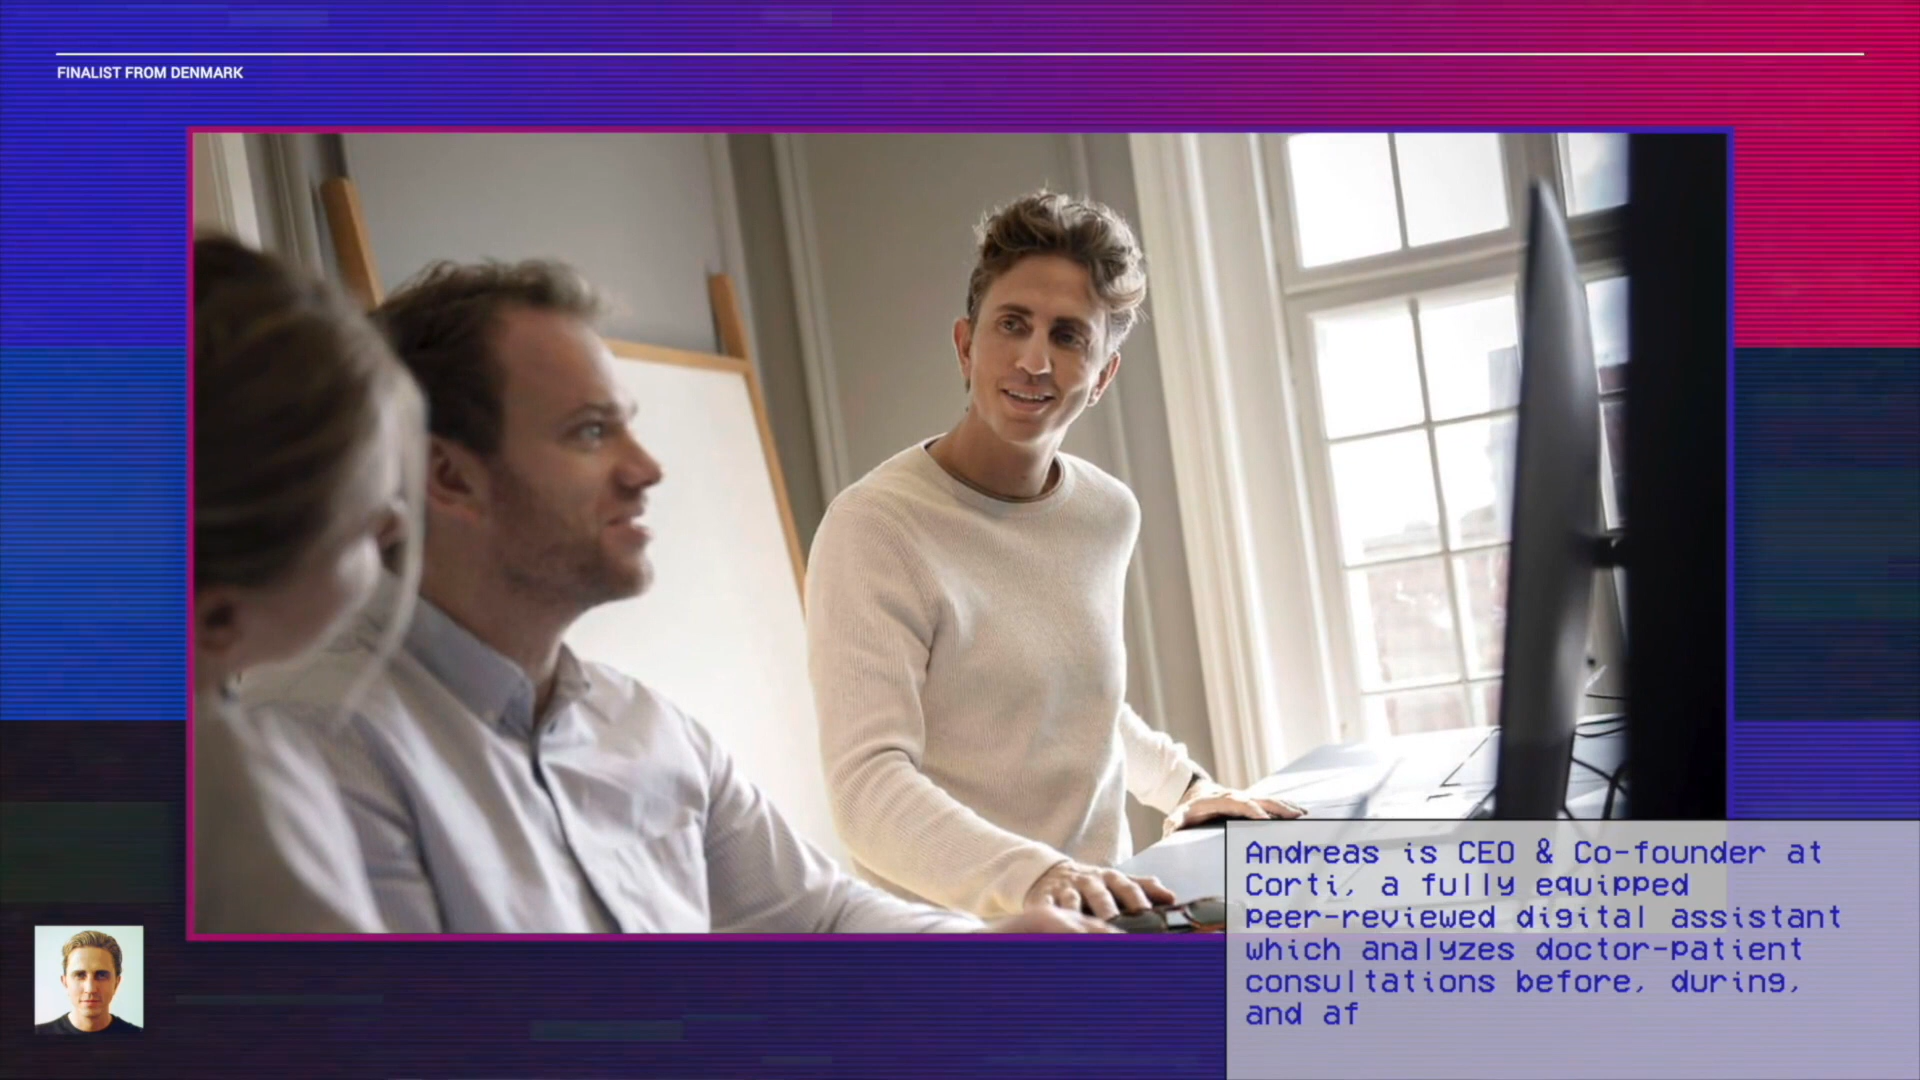 FINALIST FROM DENMARK
Andreas is CEO & Co-founder at
Corti, a fully equipped
peer-reviewed digital assistant
which analyzes doctor-patient
consultations before, during,
and af